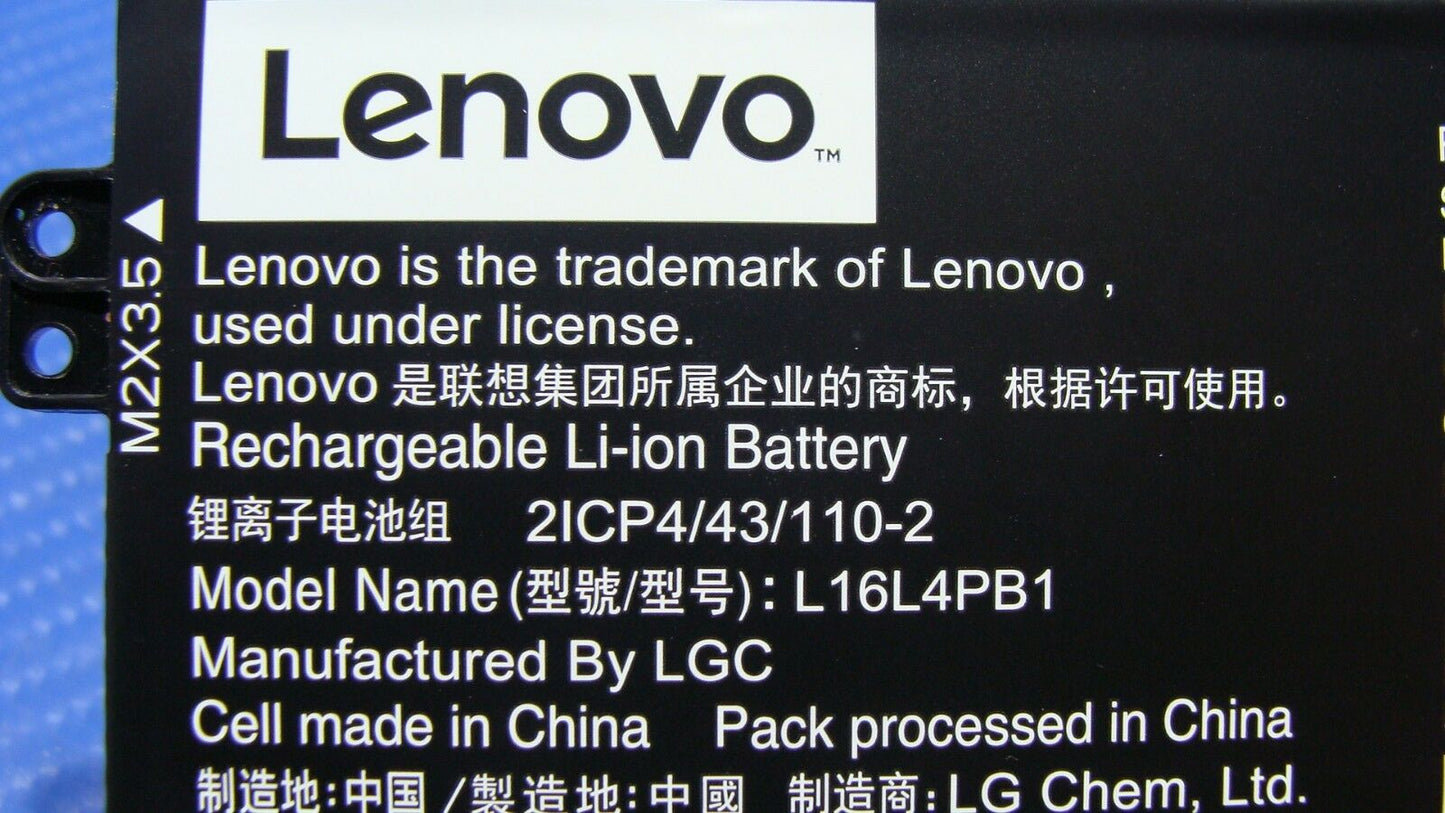 Lenovo™
M2X3.5
Lenovo is the trademark of Lenovo ,
used under license.
Lenovo 是联想集团所属企业的商标，根据许可使用。
Rechargeable Li-ion Battery
锂离子电池组 2ICP4/43/110-2
Model Name (型號/型号) : L16L4PB1
Manufactured By LGC
Cell made in China Pack processed in China
制造地:中国 /製造地:中國 制造商:LG Chem, Ltd.